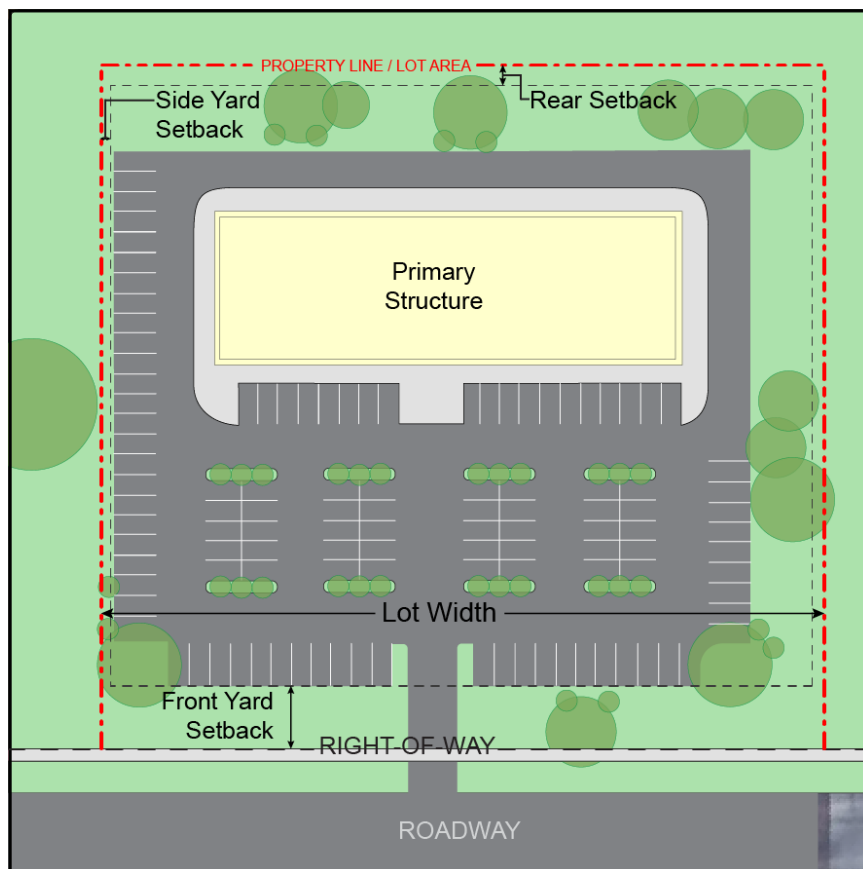 PROPERTY LINE / LOT AREA
Side Yard
Setback
Rear Setback
Primary
Structure
Lot Width
Front Yard
Setback
RIGHT-OF-WAY
ROADWAY